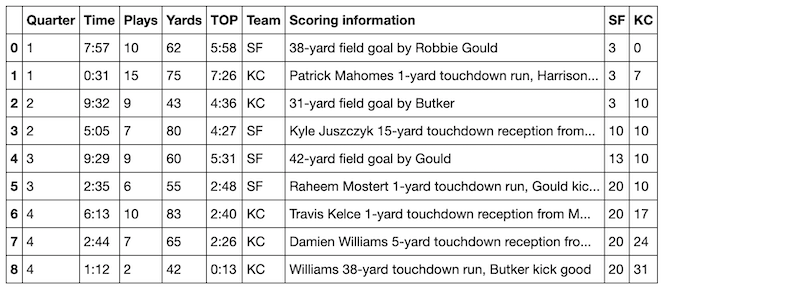 Quarter Time Plays Yards TOP Team Scoring information SF KC
0 1 7:57 10 62 5:58 SF 38-yard field goal by Robbie Gould 3 0
1 1 0:31 15 75 7:26 KC Patrick Mahomes 1-yard touchdown run, Harrison... 3 7
2 2 9:32 9 43 4:36 KC 31-yard field goal by Butker 3 10
3 2 5:05 7 80 4:27 SF Kyle Juszczyk 15-yard touchdown reception from... 10 10
4 3 9:29 9 60 5:31 SF 42-yard field goal by Gould 13 10
5 3 2:35 6 55 2:48 SF Raheem Mostert 1-yard touchdown run, Gould kic... 20 10
6 4 6:13 10 83 2:40 KC Travis Kelce 1-yard touchdown reception from M... 20 17
7 4 2:44 7 65 2:26 KC Damien Williams 5-yard touchdown reception fro... 20 24
8 4 1:12 2 42 0:13 KC Williams 38-yard touchdown run, Butker kick good 20 31